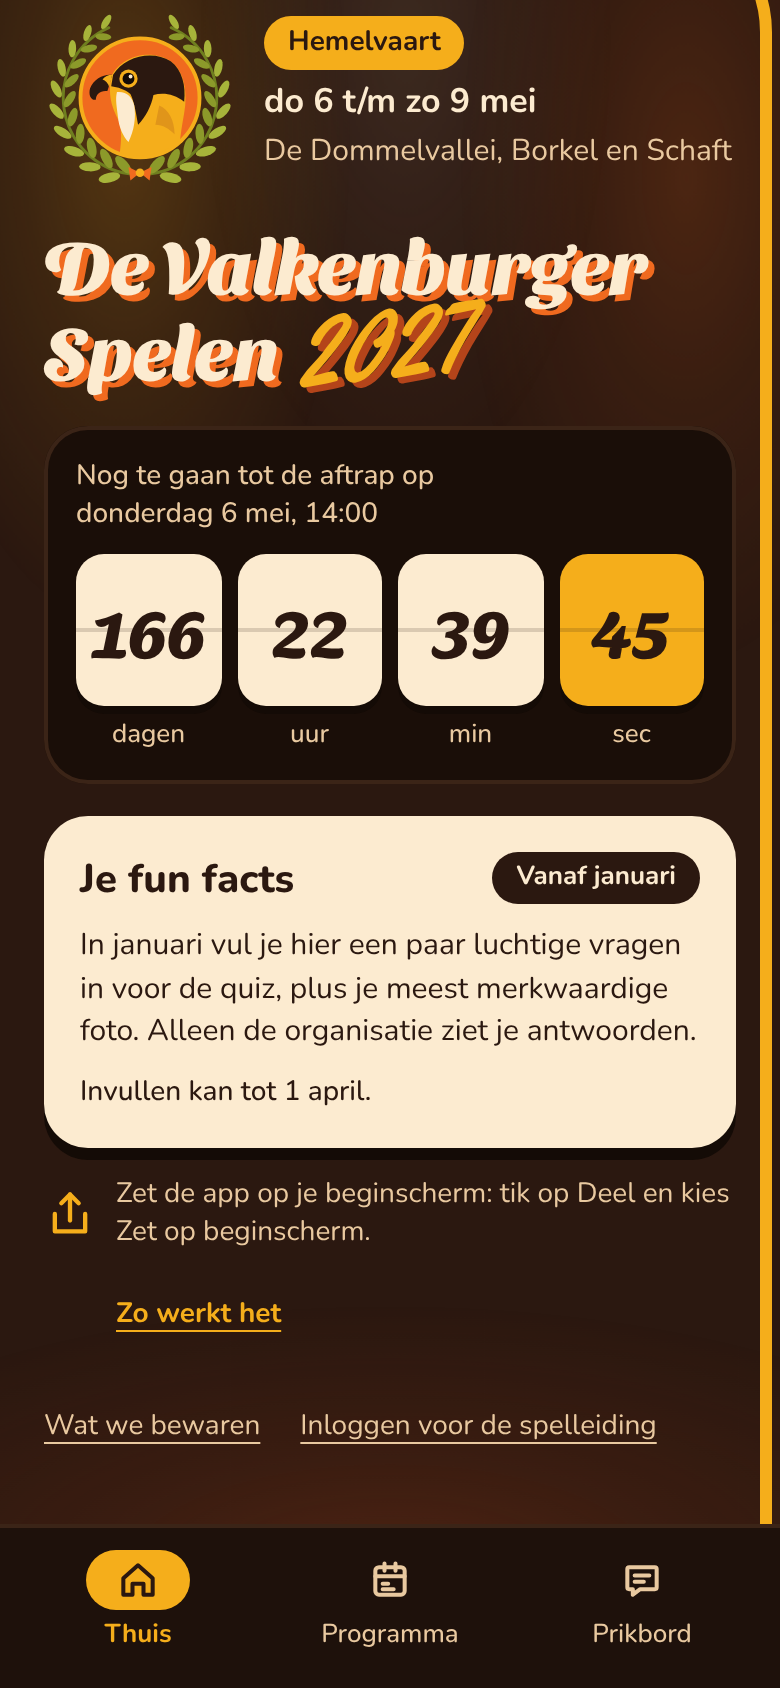 Hemelvaart
do 6 t/m zo 9 mei
De Dommelvallei, Borkel en Schaft
De Valkenburger
Spelen 2027
Nog te gaan tot de aftrap op
donderdag 6 mei, 14:00
166 22 39 45
dagen uur min sec
Je fun facts Vanaf januari
In januari vul je hier een paar luchtige vragen
in voor de quiz, plus je meest merkwaardige
foto. Alleen de organisatie ziet je antwoorden.
Invullen kan tot 1 april.
Zet de app op je beginscherm: tik op Deel en kies
Zet op beginscherm.
Zo werkt het
Wat we bewaren Inloggen voor de spelleiding
Thuis Programma Prikbord